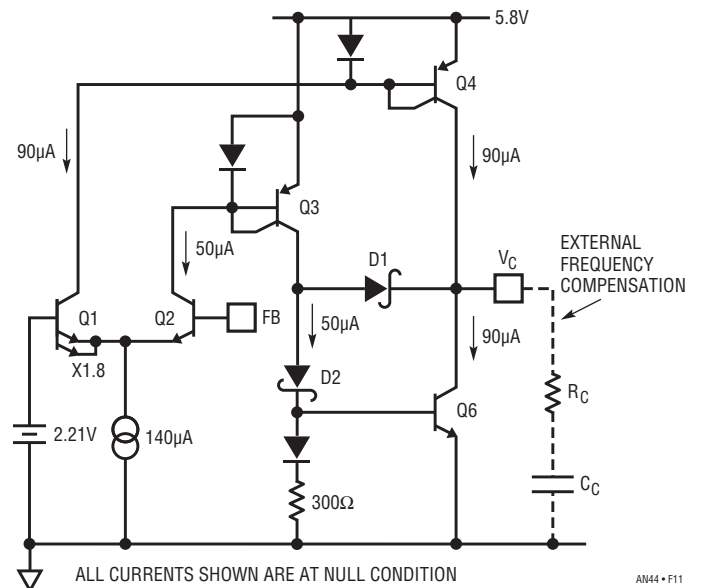 5.8V
Q4
90µA
Q3
90µA
50µA
EXTERNAL
FREQUENCY
COMPENSATION
D1
VC
Q1
Q2
FB
50µA
90µA
X1.8
D2
RC
2.21V
140µA
Q6
300Ω
CC
ALL CURRENTS SHOWN ARE AT NULL CONDITION
AN44 • F11